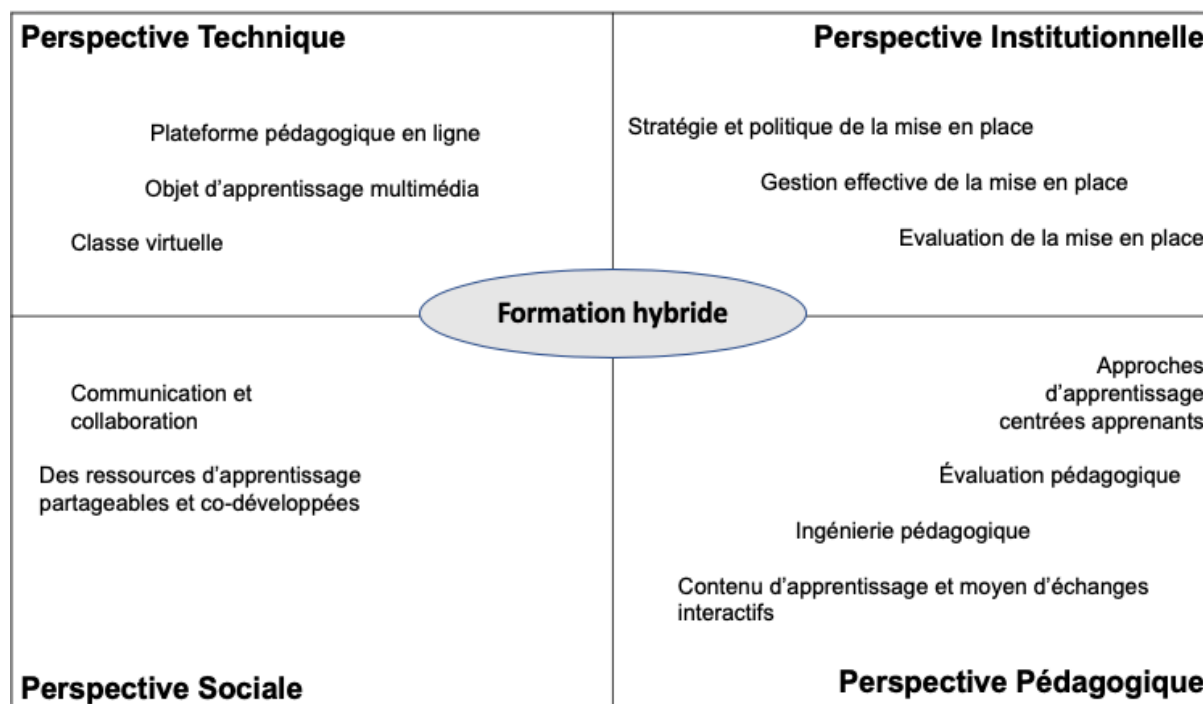 Perspective Technique
Plateforme pédagogique en ligne
Objet d'apprentissage multimédia
Classe virtuelle
Perspective Institutionnelle
Stratégie et politique de la mise en place
Gestion effective de la mise en place
Evaluation de la mise en place
Formation hybride
Communication et
collaboration
Des ressources d'apprentissage
partageables et co-développées
Perspective Sociale
Approches
d'apprentissage
centrées apprenants
Évaluation pédagogique
Ingénierie pédagogique
Contenu d'apprentissage et moyen d'échanges
interactifs
Perspective Pédagogique